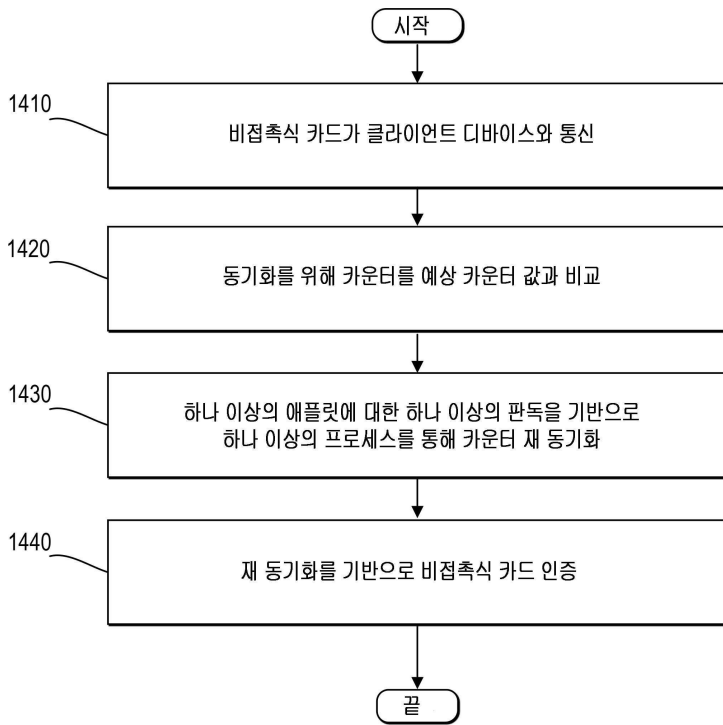 시작
1410
비접촉식 카드가 클라이언트 디바이스와 통신
1420
동기화를 위해 카운터를 예상 카운터 값과 비교
1430
하나 이상의 애플릿에 대한 하나 이상의 판독을 기반으로
하나 이상의 프로세스를 통해 카운터 재 동기화
1440
재 동기화를 기반으로 비접촉식 카드 인증
끝